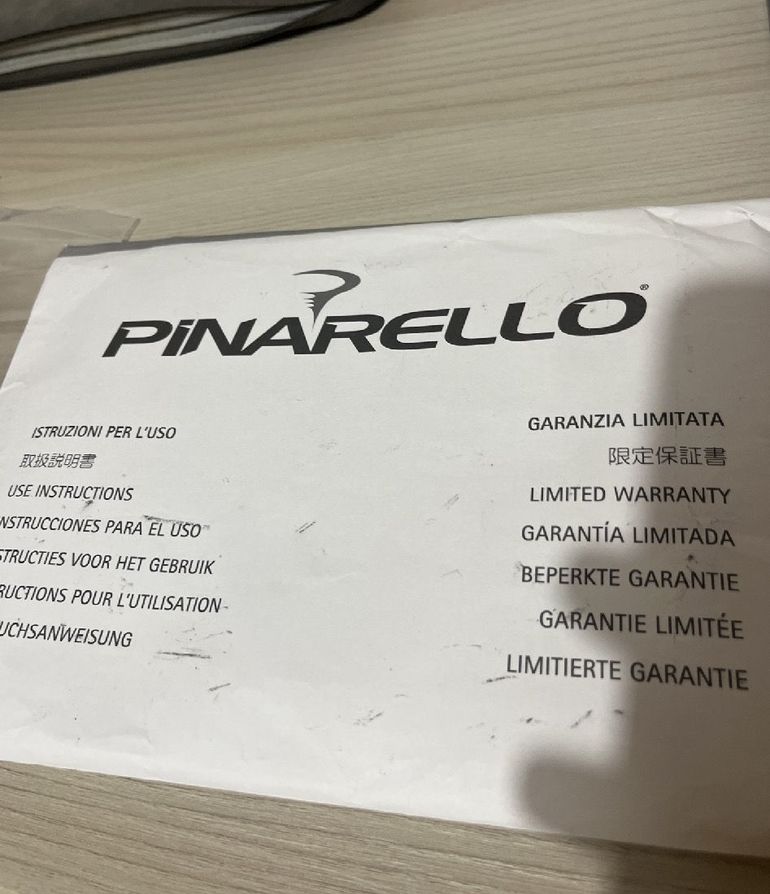 PiNARELLO®
ISTRUZIONI PER L'USO
取扱説明書
USE INSTRUCTIONS
NSTRUCCIONES PARA EL USO
STRUCTIES VOOR HET GEBRUIK
RUCTIONS POUR L'UTILISATION
UCHSANWEISUNG
GARANZIA LIMITATA
限定保証書
LIMITED WARRANTY
GARANTÍA LIMITADA
BEPERKTE GARANTIE
GARANTIE LIMITÉE
LIMITIERTE GARANTIE